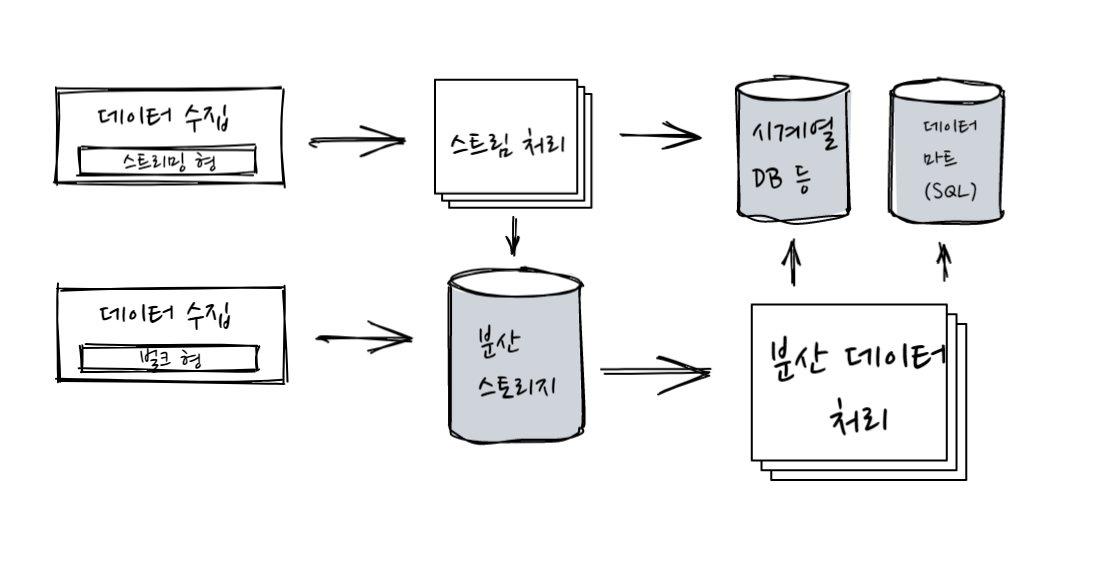 데이터 수집
스트리밍 형
스트림 처리
시계열
DB 등
데이터
마트
(SQL)
데이터 수집
벌크 형
분산
스토리지
분산 데이터
처리